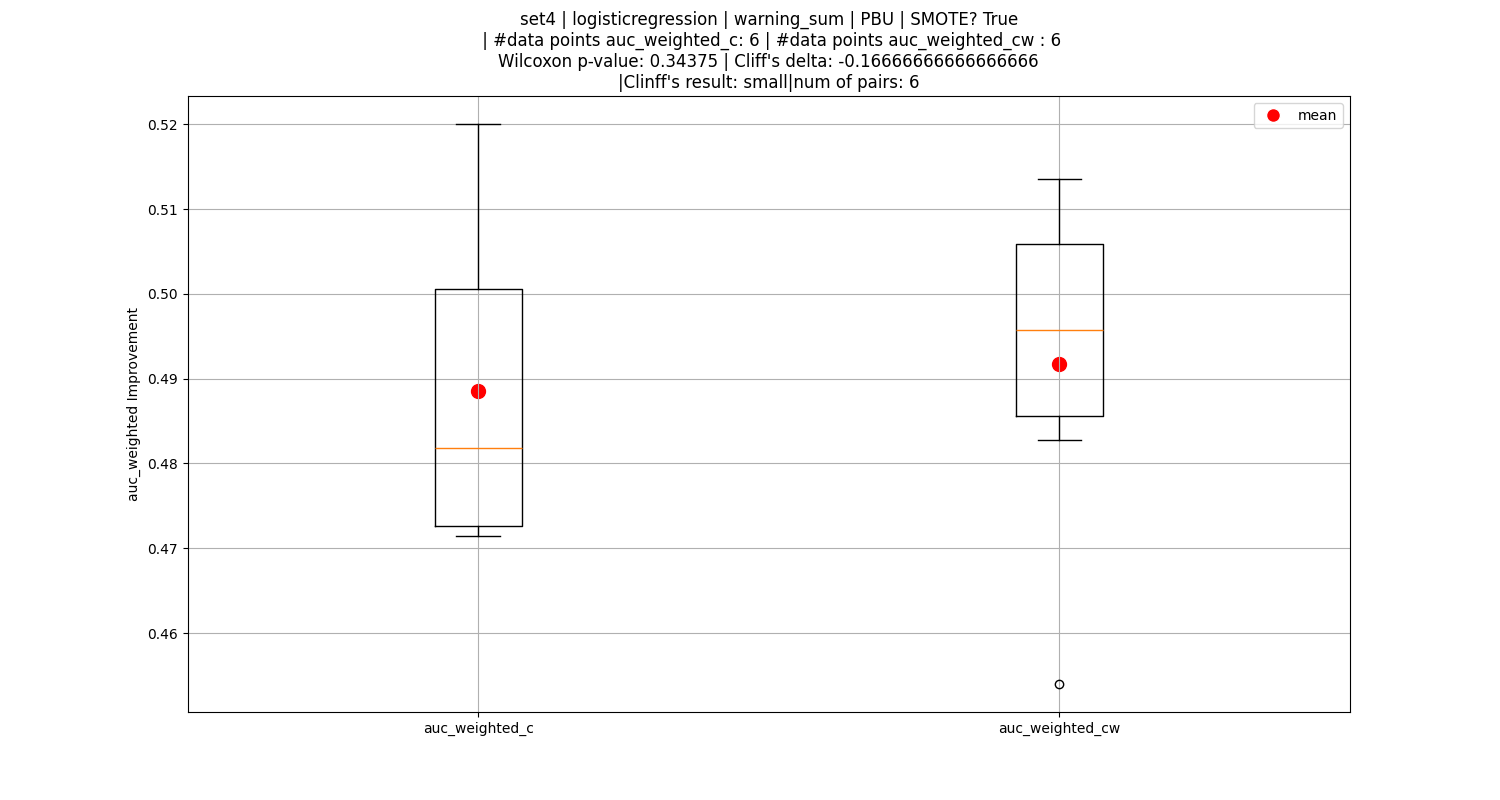 set4 | logisticregression | warning_sum | PBU | SMOTE? True
| #data points auc_weighted_c: 6 | #data points auc_weighted_cw : 6
Wilcoxon p-value: 0.34375 | Cliff's delta: -0.16666666666666666
|Clinff's result: small|num of pairs: 6
mean
0.52
0.51
0.50
0.49
0.48
0.47
0.46
auc_weighted Improvement
auc_weighted_c
auc_weighted_cw